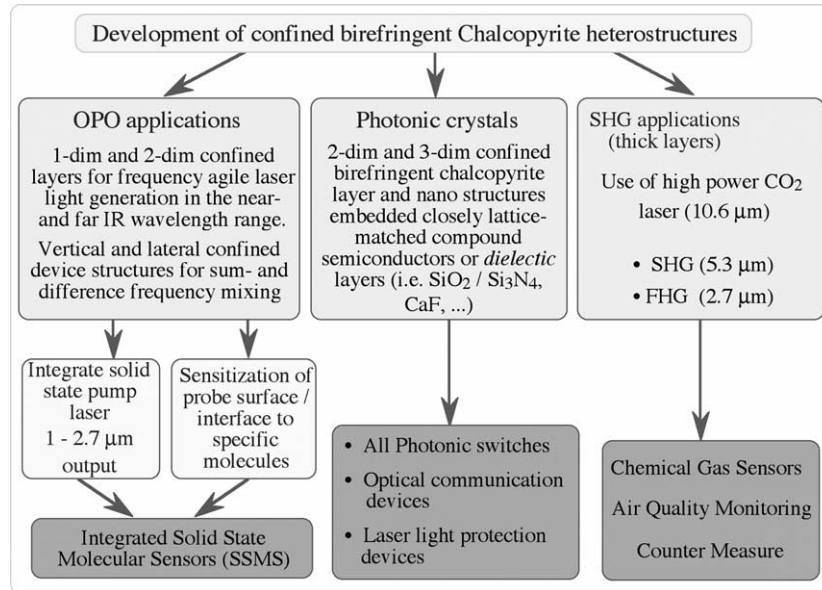 Development of confined birefringent Chalcopyrite heterostructures
OPO applications
1-dim and 2-dim confined
layers for frequency agile laser
light generation in the near-
and far IR wavelength range.
Vertical and lateral confined
device structures for sum- and
difference frequency mixing
Photonic crystals
2-dim and 3-dim confined
birefringent chalcopyrite
layer and nano structures
embedded closely lattice-
matched compound
semiconductors or dielectic
layers (i.e. SiO₂ / Si₃N₄,
CaF, ...)
SHG applications
(thick layers)
Use of high power CO₂
laser (10.6 µm)
• SHG (5.3 µm)
• FHG (2.7 µm)
Integrate solid
state pump
laser
1 - 2.7 µm
output
Sensitization of
probe surface /
interface to
specific
molecules
Integrated Solid State
Molecular Sensors (SSMS)
• All Photonic switches
• Optical communication
devices
• Laser light protection
devices
Chemical Gas Sensors
Air Quality Monitoring
Counter Measure